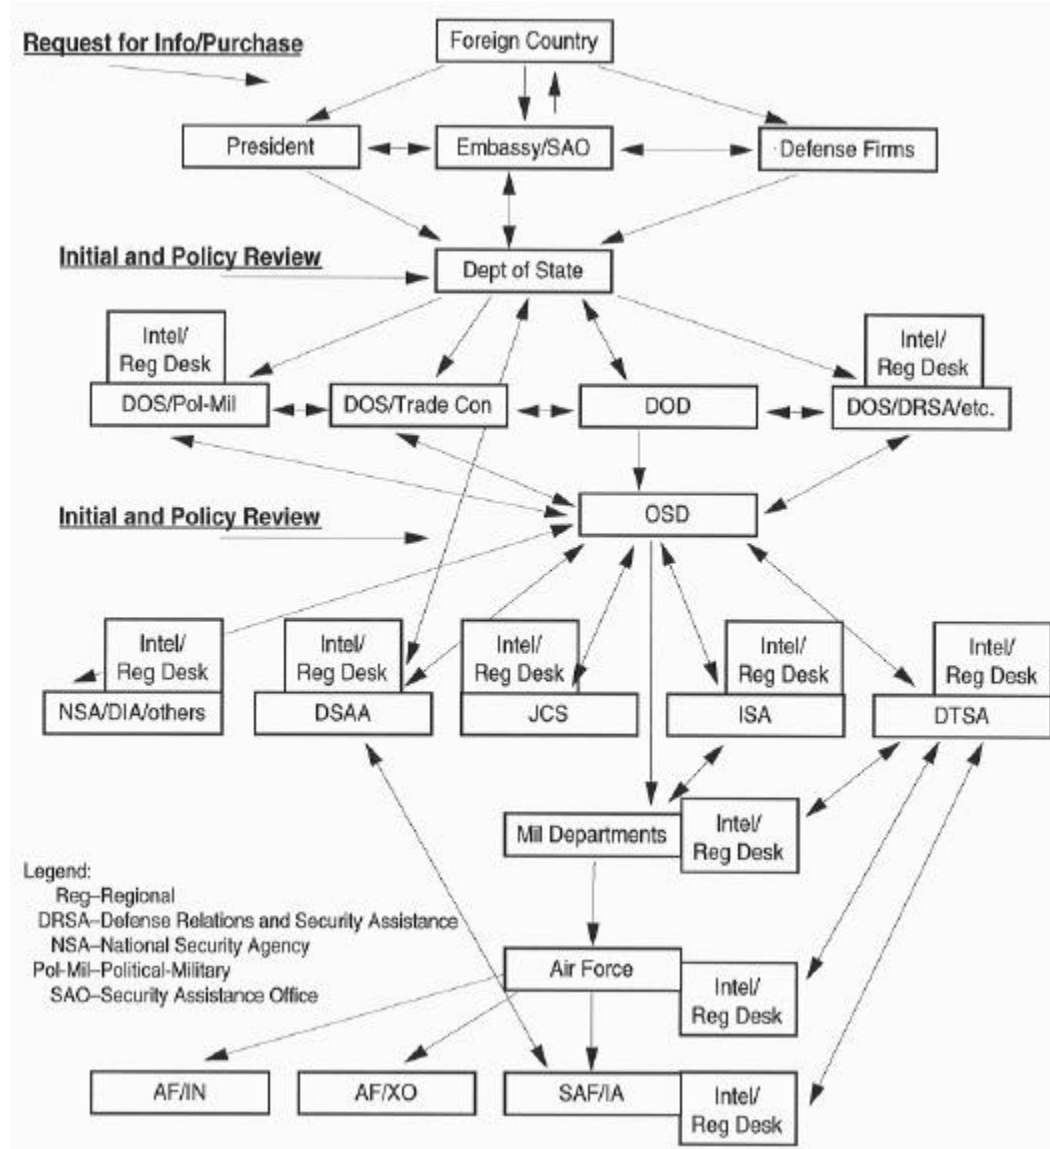 Request for Info/Purchase
Foreign Country
President
Embassy/SAO
Defense Firms
Initial and Policy Review
Dept of State
Intel/
Reg Desk
Intel/
Reg Desk
DOS/Pol-Mil
DOS/Trade Con
DOD
DOS/DRSA/etc.
Initial and Policy Review
OSD
Intel/
Reg Desk
Intel/
Reg Desk
Intel/
Reg Desk
Intel/
Reg Desk
Intel/
Reg Desk
NSA/DIA/others
DSAA
JCS
ISA
DTSA
Mil Departments
Intel/
Reg Desk
Legend:
Reg–Regional
DRSA–Defense Relations and Security Assistance
NSA–National Security Agency
Pol-Mil–Political-Military
SAO–Security Assistance Office
Air Force
Intel/
Reg Desk
AF/IN
AF/XO
SAF/IA
Intel/
Reg Desk